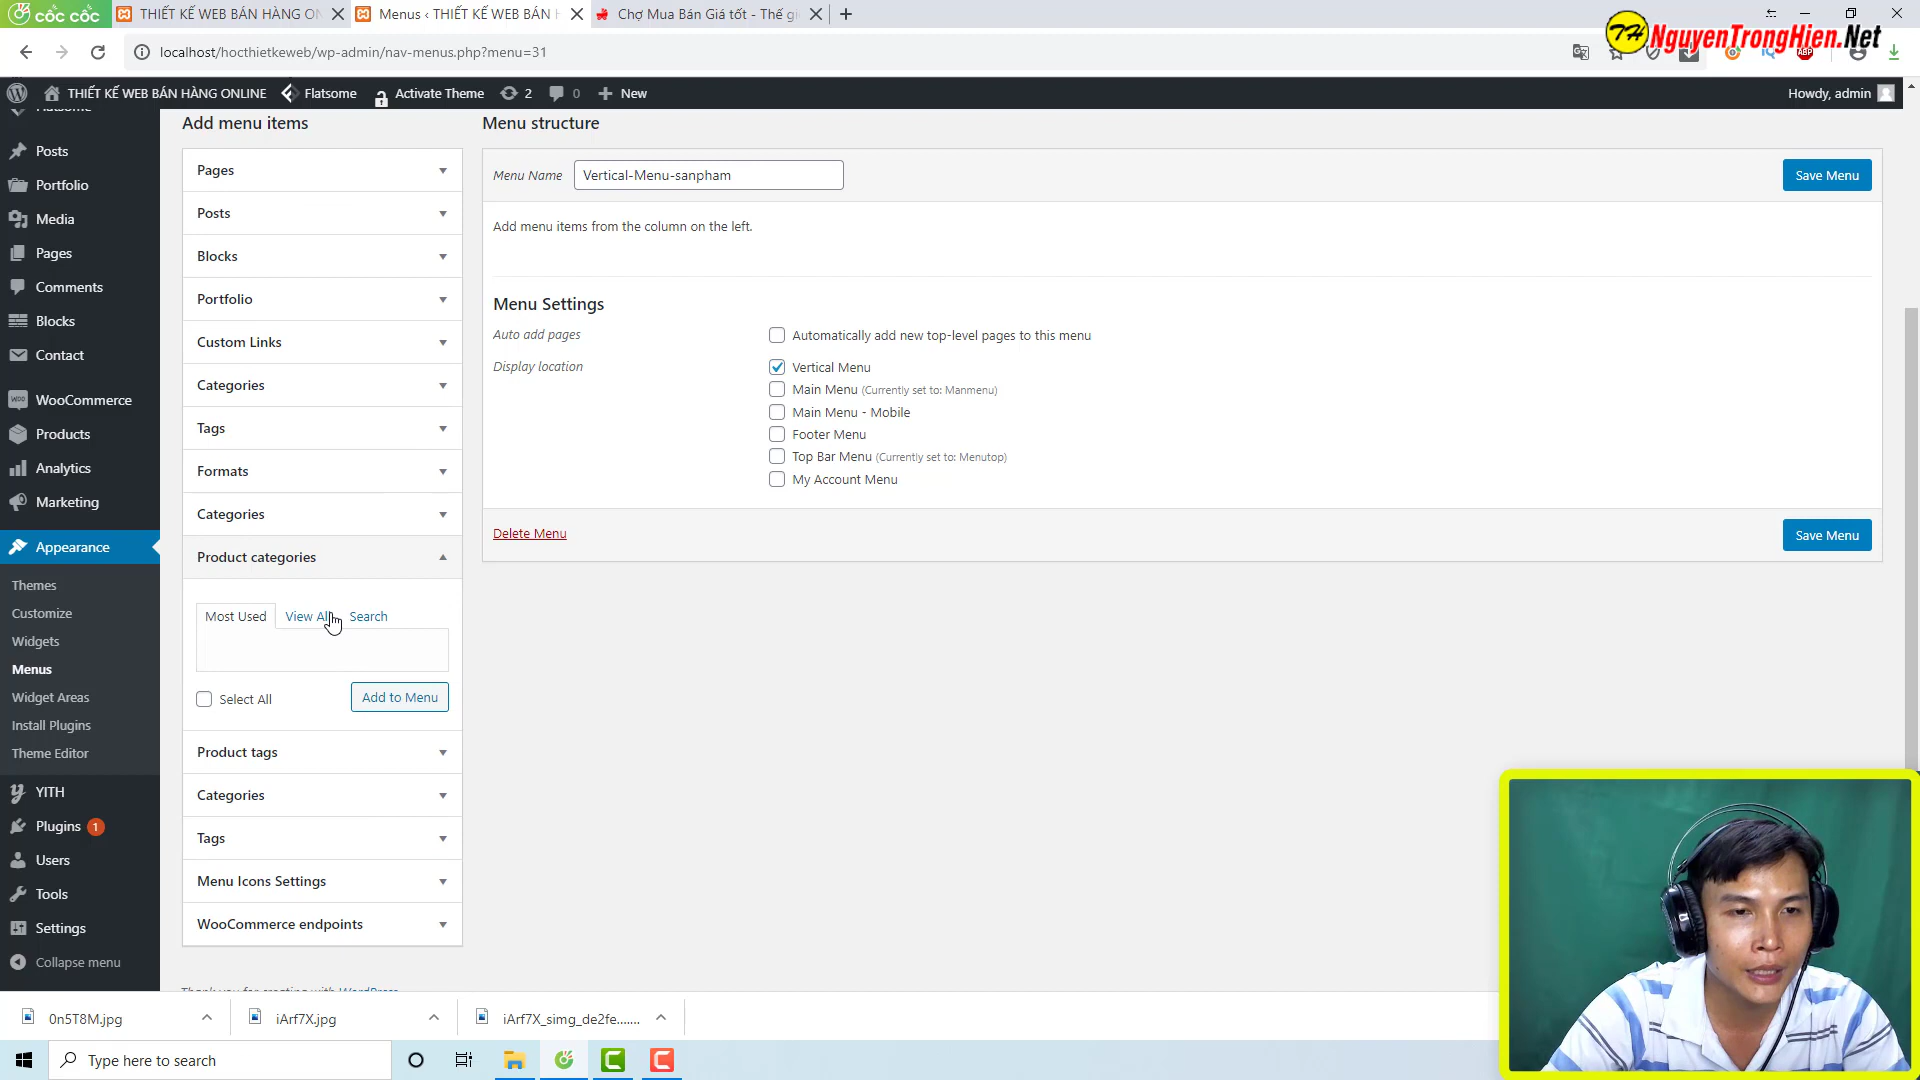 cốc cốc
THIẾT KẾ WEB BÁN HÀNG ON
Menus ‹ THIẾT KẾ WEB BÁN H
Chợ Mua Bán Giá tốt - Thế gi
localhost/hocthietkeweb/wp-admin/nav-menus.php?menu=31
TH NguyenTrongHien.Net
ABP
THIẾT KẾ WEB BÁN HÀNG ONLINE
Flatsome
Activate Theme
2
0
New
Howdy, admin
Posts
Portfolio
Media
Pages
Comments
Blocks
Contact
WooCommerce
Products
Analytics
Marketing
Appearance
Themes
Customize
Widgets
Menus
Widget Areas
Install Plugins
Theme Editor
YITH
Plugins 1
Users
Tools
Settings
Collapse menu
Add menu items
Pages
Posts
Blocks
Portfolio
Custom Links
Categories
Tags
Formats
Categories
Product categories
Most Used
View All
Search
Select All
Add to Menu
Product tags
Categories
Tags
Menu Icons Settings
WooCommerce endpoints
Thank you for creating with WordPress
Menu structure
Menu Name
Vertical-Menu-sanpham
Save Menu
Add menu items from the column on the left.
Menu Settings
Auto add pages
Automatically add new top-level pages to this menu
Display location
Vertical Menu
Main Menu (Currently set to: Manmenu)
Main Menu - Mobile
Footer Menu
Top Bar Menu (Currently set to: Menutop)
My Account Menu
Delete Menu
Save Menu
0n5T8M.jpg
iArf7X.jpg
iArf7X_simg_de2fe.......
Type here to search